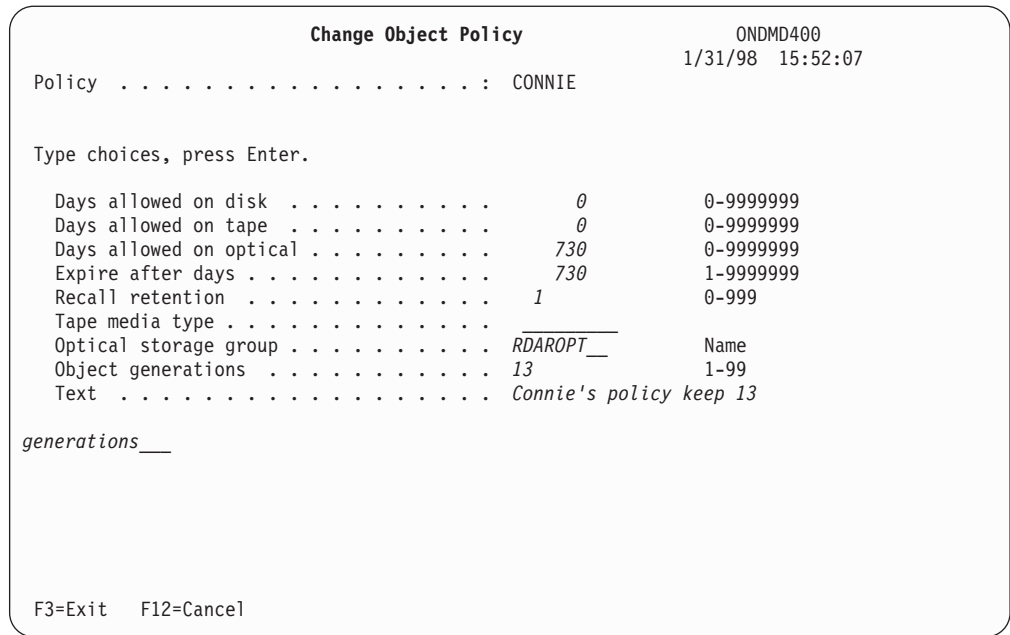 Change Object Policy ONDMD400
1/31/98 15:52:07
Policy . . . . . . . . . . . . . . . . . : CONNIE
Type choices, press Enter.
Days allowed on disk . . . . . . . . . . 0 0-9999999
Days allowed on tape . . . . . . . . . . 0 0-9999999
Days allowed on optical . . . . . . . . . 730 0-9999999
Expire after days . . . . . . . . . . . . 730 1-9999999
Recall retention . . . . . . . . . . . . 1 0-999
Tape media type . . . . . . . . . . . . . _________
Optical storage group . . . . . . . . . . RDAROPT__ Name
Object generations . . . . . . . . . . . 13 1-99
Text . . . . . . . . . . . . . . . . . . Connie's policy keep 13
generations___
F3=Exit F12=Cancel